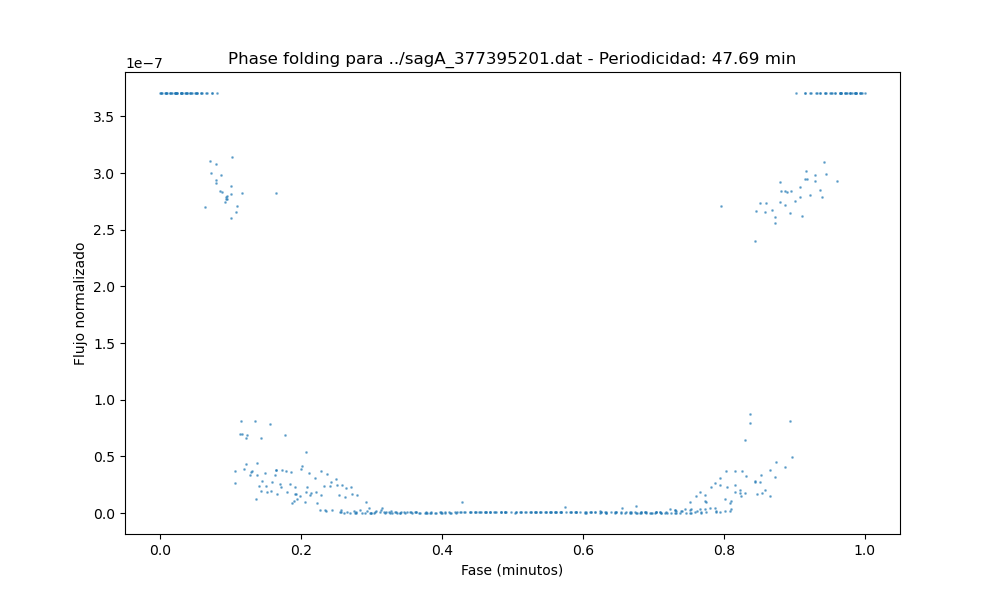 Phase folding para ../sagA_377395201.dat - Periodicidad: 47.69 min
1e−7
3.5
3.0
2.5
2.0
1.5
1.0
0.5
0.0
Flujo normalizado
0.0 0.2 0.4 0.6 0.8 1.0
Fase (minutos)